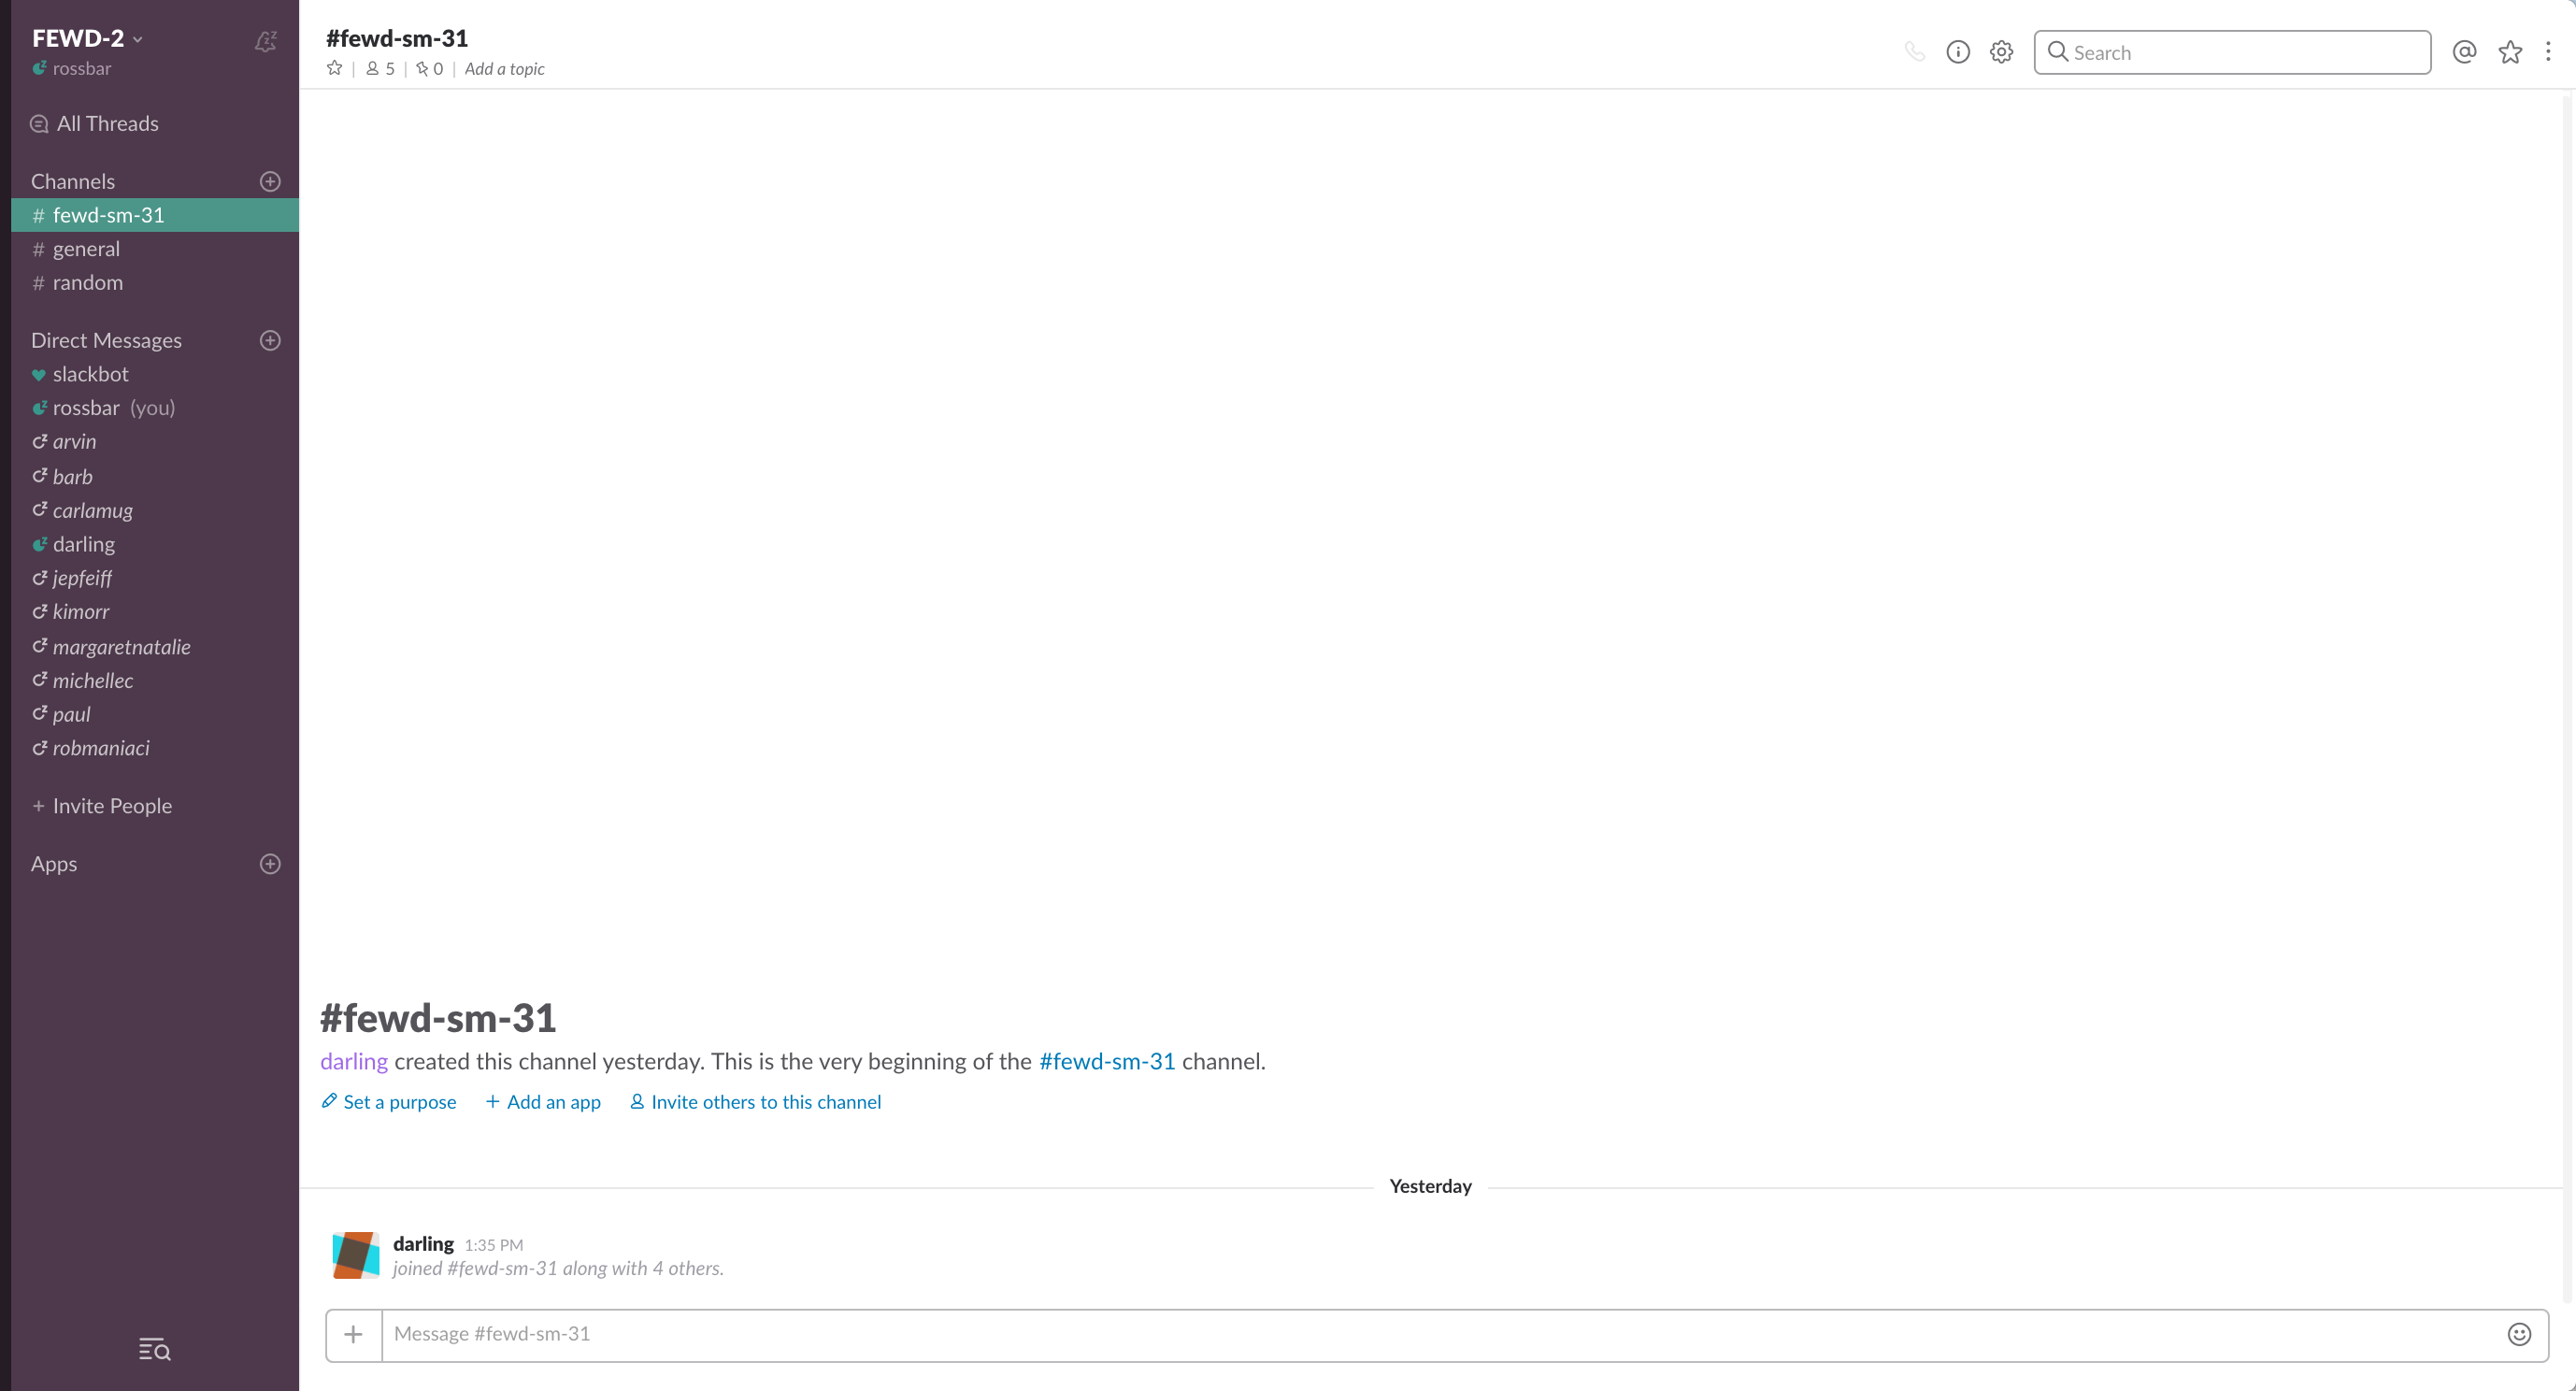 FEWD-2
rossbar
All Threads
Channels
# fewd-sm-31
# general
# random
Direct Messages
slackbot
rossbar (you)
arvin
barb
carlamug
darling
jepfeiff
kimorr
margaretnatalie
michellec
paul
robmaniaci
+ Invite People
Apps
#fewd-sm-31
5 | 0 | Add a topic
Search
#fewd-sm-31
darling created this channel yesterday. This is the very beginning of the #fewd-sm-31 channel.
Set a purpose + Add an app Invite others to this channel
Yesterday
darling 1:35 PM
joined #fewd-sm-31 along with 4 others.
Message #fewd-sm-31